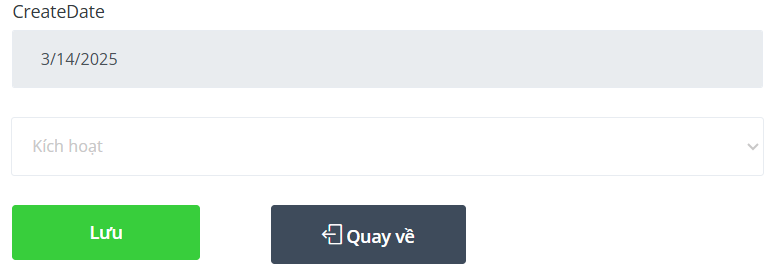 CreateDate
3/14/2025
Kích hoạt
Lưu
Quay về